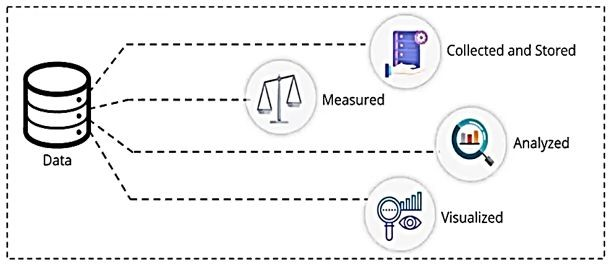 Collected and Stored
Measured
Analyzed
Data
Visualized